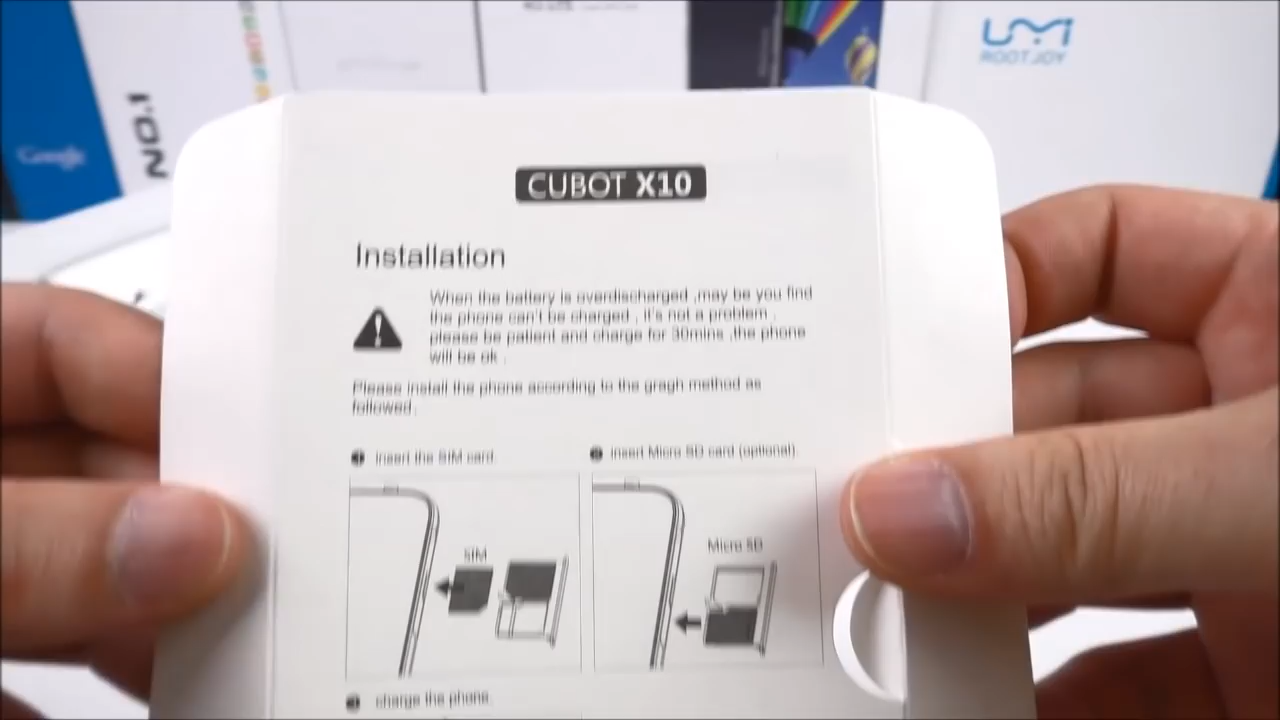 Google
NO.1
UMi
ROOTJOY
CUBOT X10
Installation
When the battery is overdischarged ,may be you find
the phone can't be charged , it's not a problem ,
please be patient and charge for 30mins ,the phone
will be ok .
Please install the phone according to the gragh method as
followed.
insert the SIM card.
insert Micro SD card (optional).
SIM
Micro SD
charge the phone.